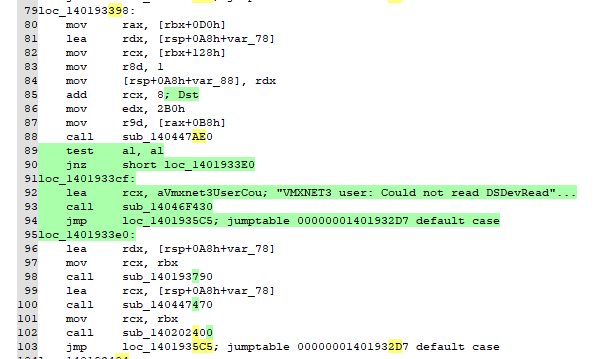 79loc_140193398:
80 mov rax, [rbx+0D0h]
81 lea rdx, [rsp+0A8h+var_78]
82 mov rcx, [rbx+128h]
83 mov r8d, 1
84 mov [rsp+0A8h+var_88], rdx
85 add rcx, 8; Dst
86 mov edx, 2B0h
87 mov r9d, [rax+0B8h]
88 call sub_140447AE0
89 test al, al
90 jnz short loc_1401933E0
91loc_1401933cf:
92 lea rcx, aVmxnet3UserCou; "VMXNET3 user: Could not read DSDevRead"...
93 call sub_14046F430
94 jmp loc_1401935C5; jumptable 00000001401932D7 default case
95loc_1401933e0:
96 lea rdx, [rsp+0A8h+var_78]
97 mov rcx, rbx
98 call sub_140193790
99 lea rcx, [rsp+0A8h+var_78]
100 call sub_140447470
101 mov rcx, rbx
102 call sub_140202400
103 jmp loc_1401935C5; jumptable 00000001401932D7 default case